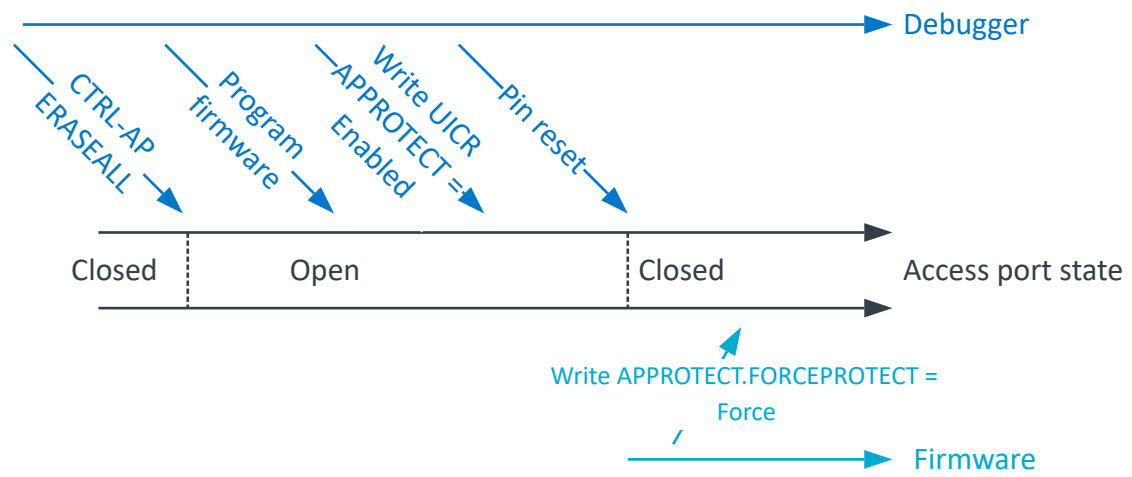 Debugger
CTRL-AP
ERASEALL
Program
firmware
Write UICR
APPROTECT =
Enabled
Pin reset
Closed
Open
Closed
Access port state
Write APPROTECT.FORCEPROTECT =
Force
Firmware